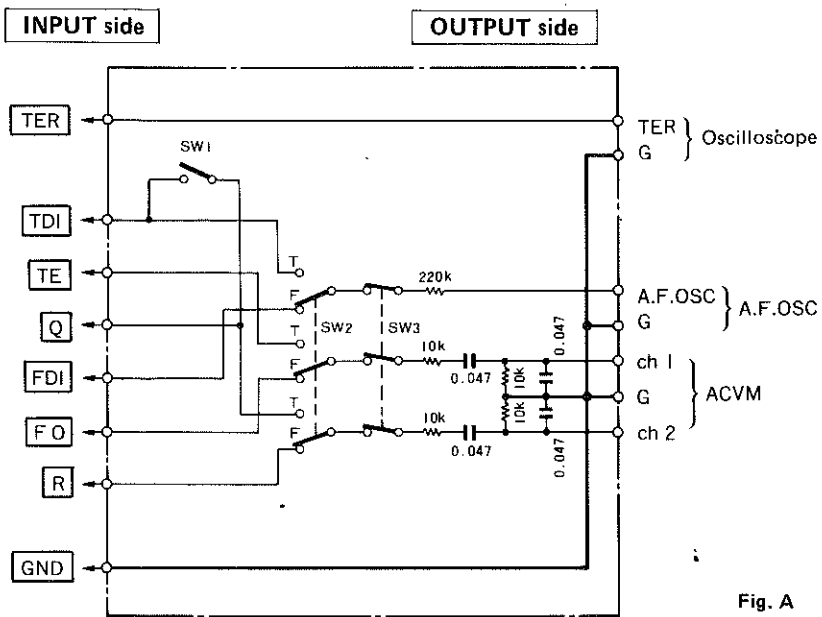 INPUT side
OUTPUT side
TER
TER
Oscilloscope
G
SW1
TDI
T
TE
220k
A.F.OSC
A.F.OSC
F
G
Q
SW2
SW3
T
10k
0.047
ch 1
0.047
10k
FDI
F
G
ACVM
T
10k
10k
FO
ch 2
F
0.047
0.047
R
GND
Fig. A